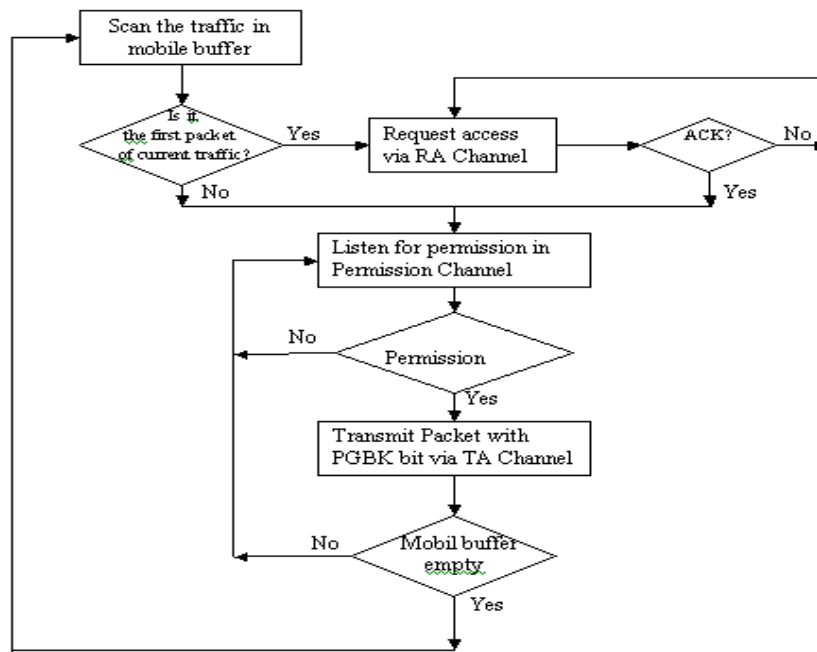 Scan the traffic in
mobile buffer
Is it
the first packet
of current traffic?
Yes
Request access
via RA Channel
ACK?
No
No
Yes
Listen for permission in
Permission Channel
No
Permission
Yes
Transmit Packet with
PGBK bit via TA Channel
No
Mobil buffer
empty
Yes